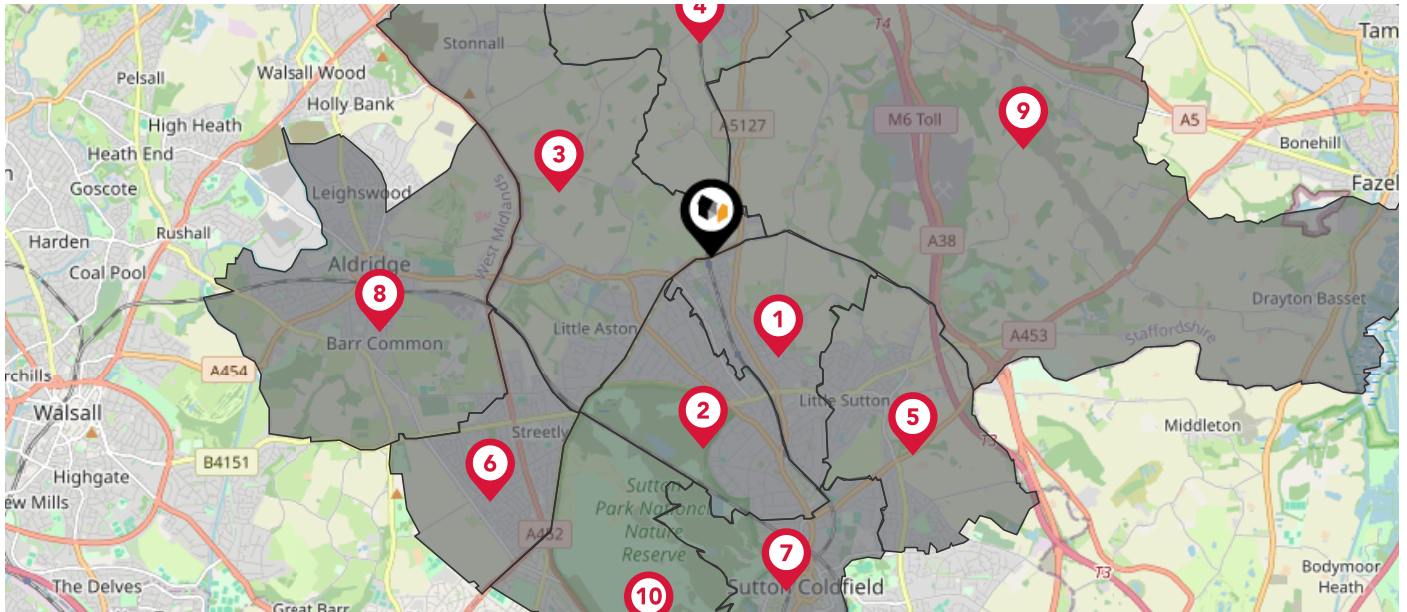 4
T4
Stonnall
Tam
Pelsall
Walsall Wood
Holly Bank
9
A5
High Heath
A5127
M6 Toll
Bonehill
Heath End
3
Goscote
Leighswood
Fazel
West Midlands
Rushall
Harden
A38
Aldridge
Coal Pool
8
Drayton Basset
1
Little Aston
A453
Staffordshire
Barr Common
rchills
A454
Walsall
2
Little Sutton
5
Middleton
Streetly
T3
B4151
6
Highgate
Sutton
Park National
Nature
Reserve
ew Mills
A452
7
Bodymoor
Heath
T3
The Delves
Sutton Coldfield
10
Great Barr